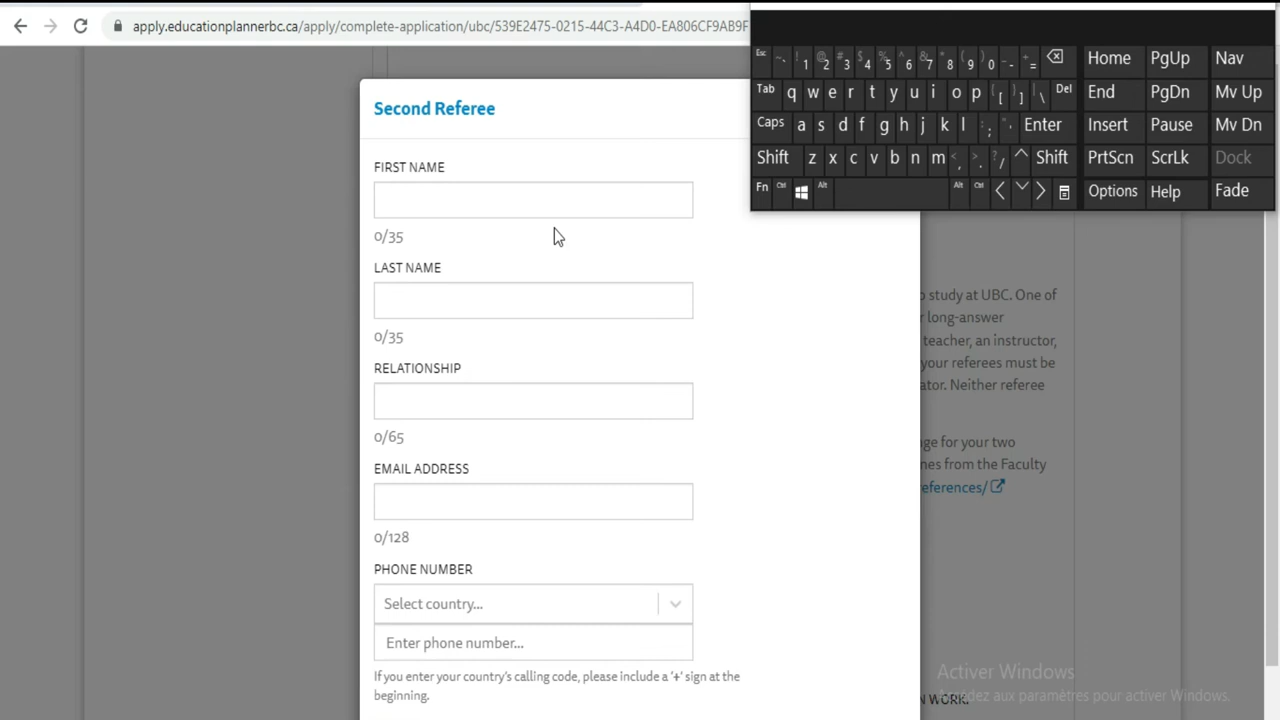 apply.educationplannerbc.ca/apply/complete-application/ubc/539E2475-0215-44C3-A4D0-EA806CF9AB9F
Second Referee
FIRST NAME
0/35
LAST NAME
0/35
RELATIONSHIP
0/65
EMAIL ADDRESS
0/128
PHONE NUMBER
Select country...
Enter phone number...
If you enter your country's calling code, please include a '+' sign at the
beginning.
Esc ~ ` ! 1 @ 2 # 3 $ 4 % 5 ^ 6 & 7 * 8 ( 9 ) 0 _ - + = Home PgUp Nav
Tab q w e r t y u i o p { [ } ] | \ Del End PgDn Mv Up
Caps a s d f g h j k l : ; " ' Enter Insert Pause Mv Dn
Shift z x c v b n m < , > . ? / ^ Shift PrtScn ScrLk Dock
Fn Ctrl Alt Alt Ctrl < > Options Help Fade
study at UBC. One of
long-answer
teacher, an instructor,
your referees must be
ator. Neither referee
ge for your two
nes from the Faculty
eferences/
N WORK.
Activer Windows
Accédez aux paramètres pour activer Windows.